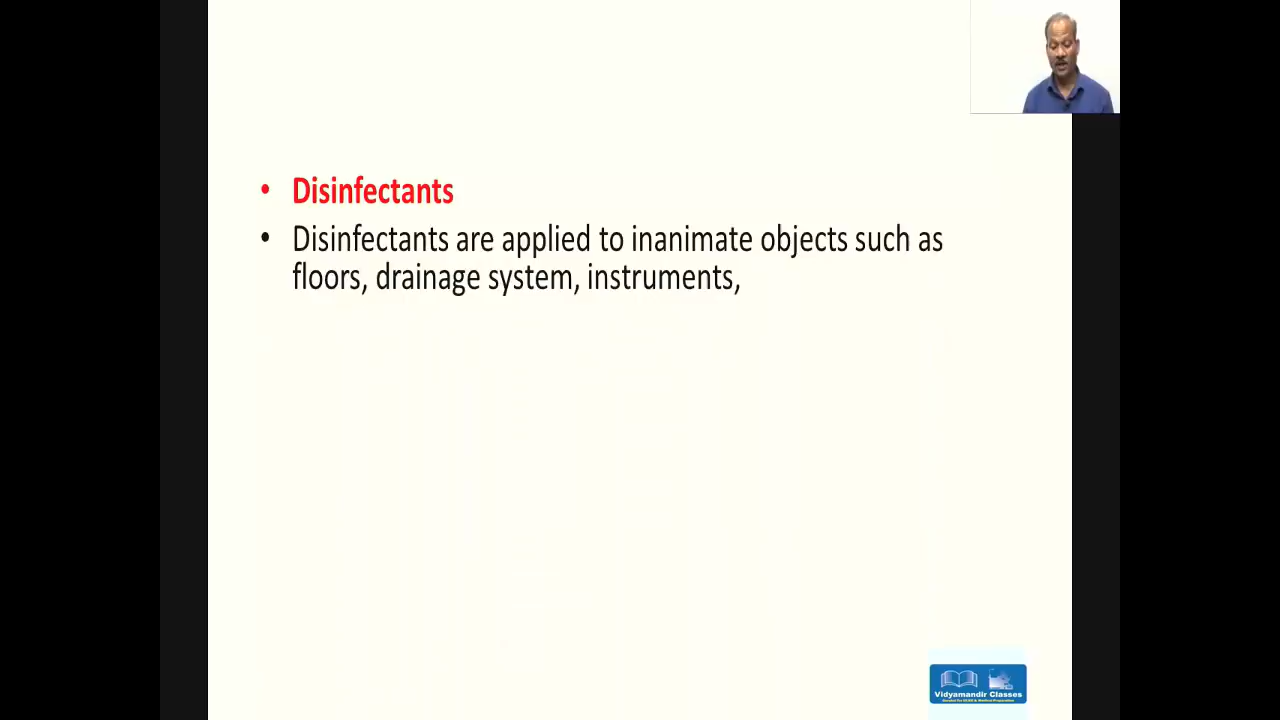 • Disinfectants
• Disinfectants are applied to inanimate objects such as
floors, drainage system, instruments,
Vidyamandir Classes